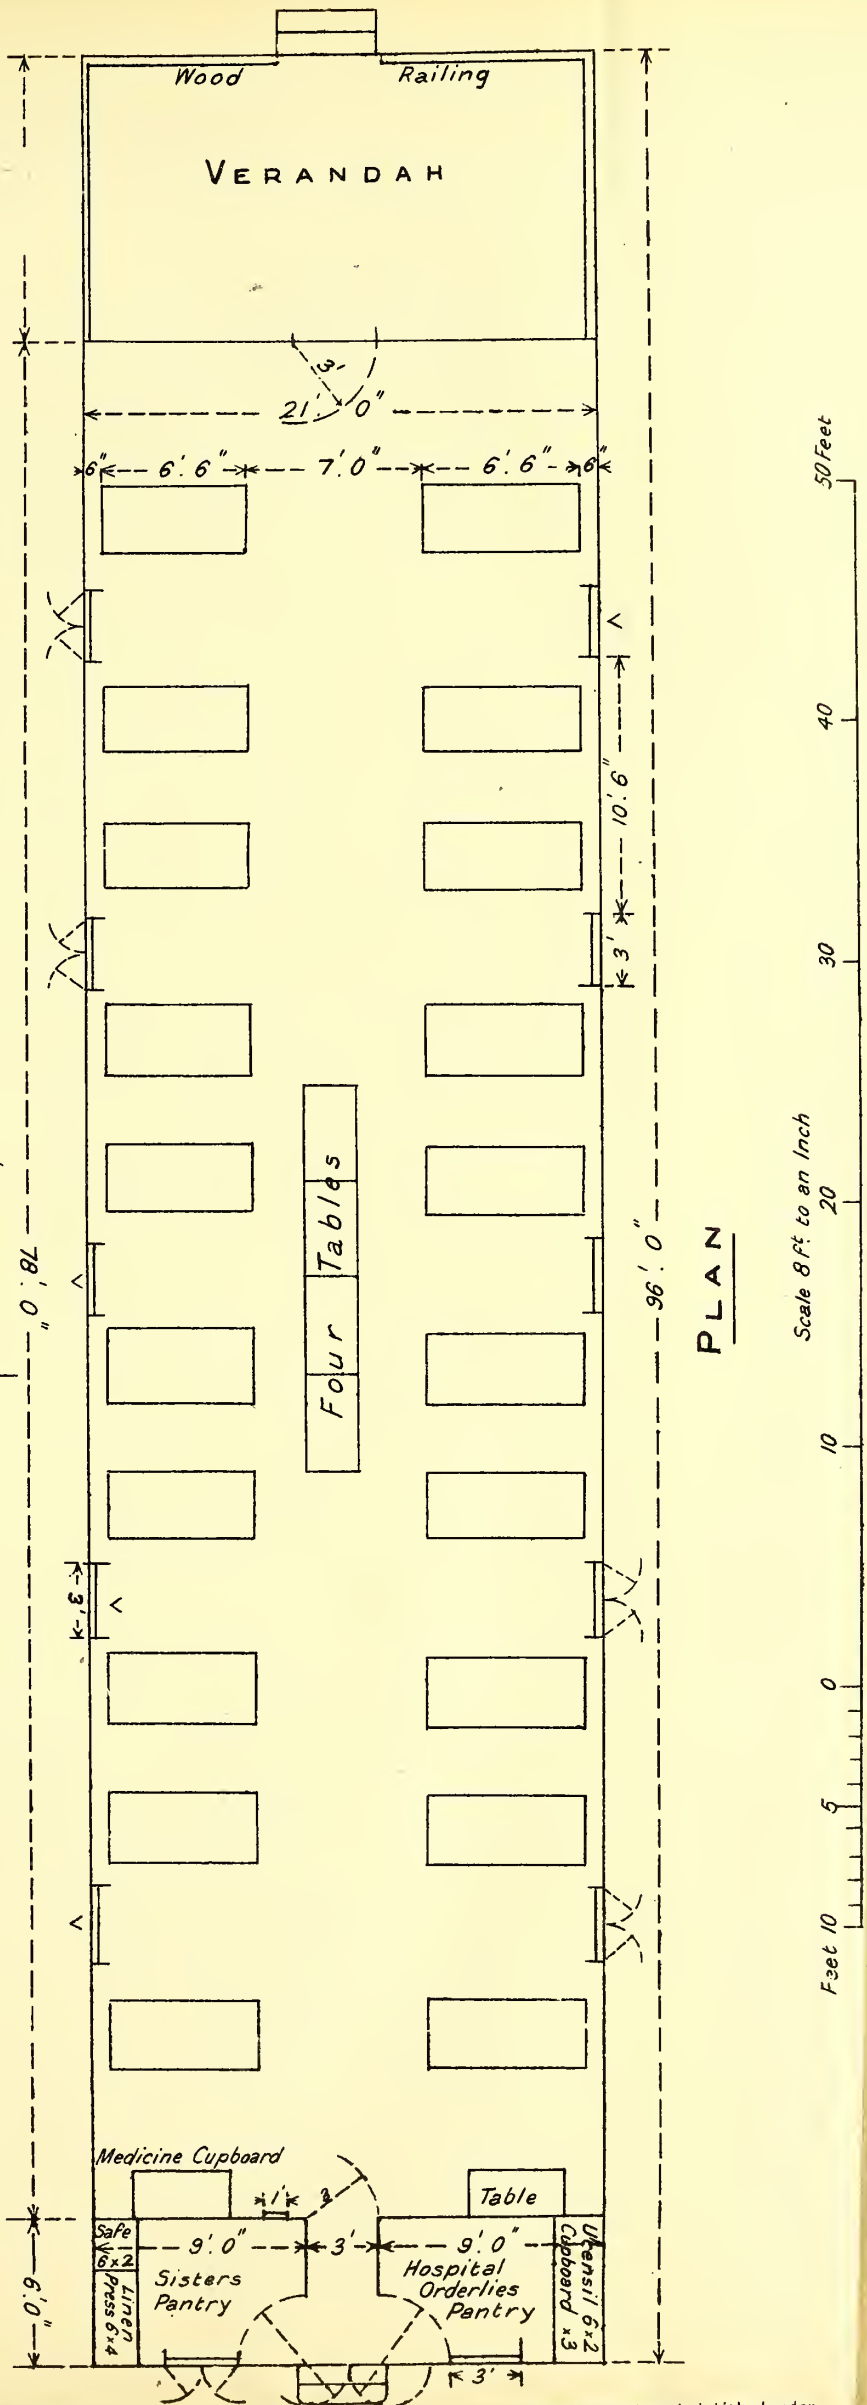 Wood
Railing
VERANDAH
3'
21'. 0"
6"
6'. 6"
7'. 0"
6'. 6"
6"
10'. 6"
3'
78'. 0"
96'. 0"
Four Tables
3'
PLAN
Scale 8 ft to an Inch
50 Feet
40
30
20
10
0
5
Feet 10
Medicine Cupboard
1'
3
Table
Safe
6 x 2
Linen
Press 6x4
9'. 0"
3'
9'. 0"
Sisters
Pantry
Hospital
Orderlies
Pantry
Utensil 6x2
Cupboard x3
6'. 0"
3'